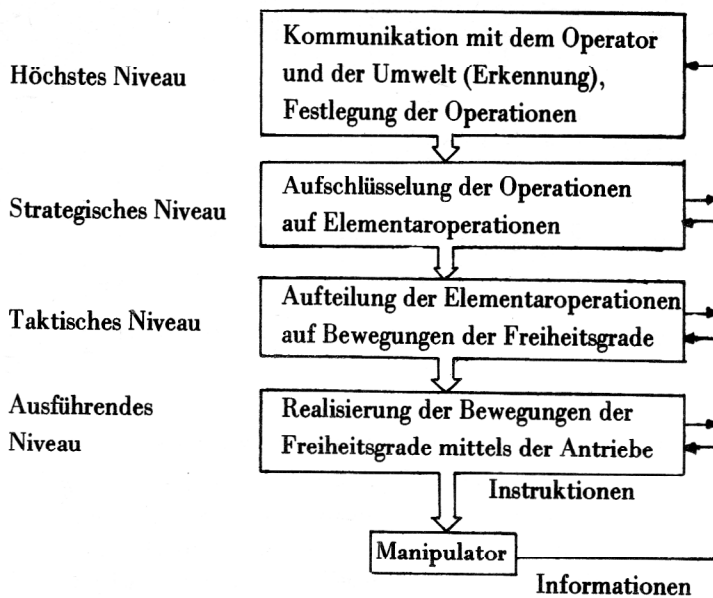 Höchstes Niveau
Kommunikation mit dem Operator
und der Umwelt (Erkennung),
Festlegung der Operationen
Strategisches Niveau
Aufschlüsselung der Operationen
auf Elementaroperationen
Taktisches Niveau
Aufteilung der Elementaroperationen
auf Bewegungen der Freiheitsgrade
Ausführendes
Niveau
Realisierung der Bewegungen der
Freiheitsgrade mittels der Antriebe
Instruktionen
Manipulator
Informationen